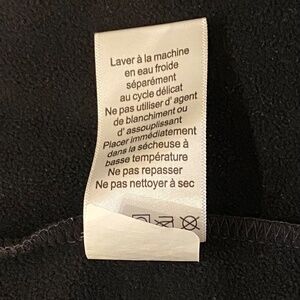 Laver à la machine
en eau froide
séparément
au cycle délicat
Ne pas utiliser d' agent
de blanchiment ou
d' assouplissant
Placer immédiatement
dans la sécheuse à
basse température
Ne pas repasser
Ne pas nettoyer à sec